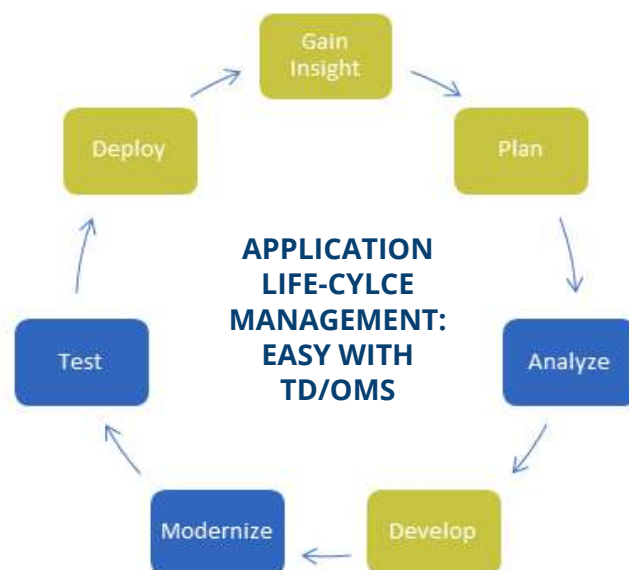 Gain
Insight
Deploy
Plan
APPLICATION
LIFE-CYLCE
MANAGEMENT:
EASY WITH
TD/OMS
Test
Analyze
Modernize
Develop